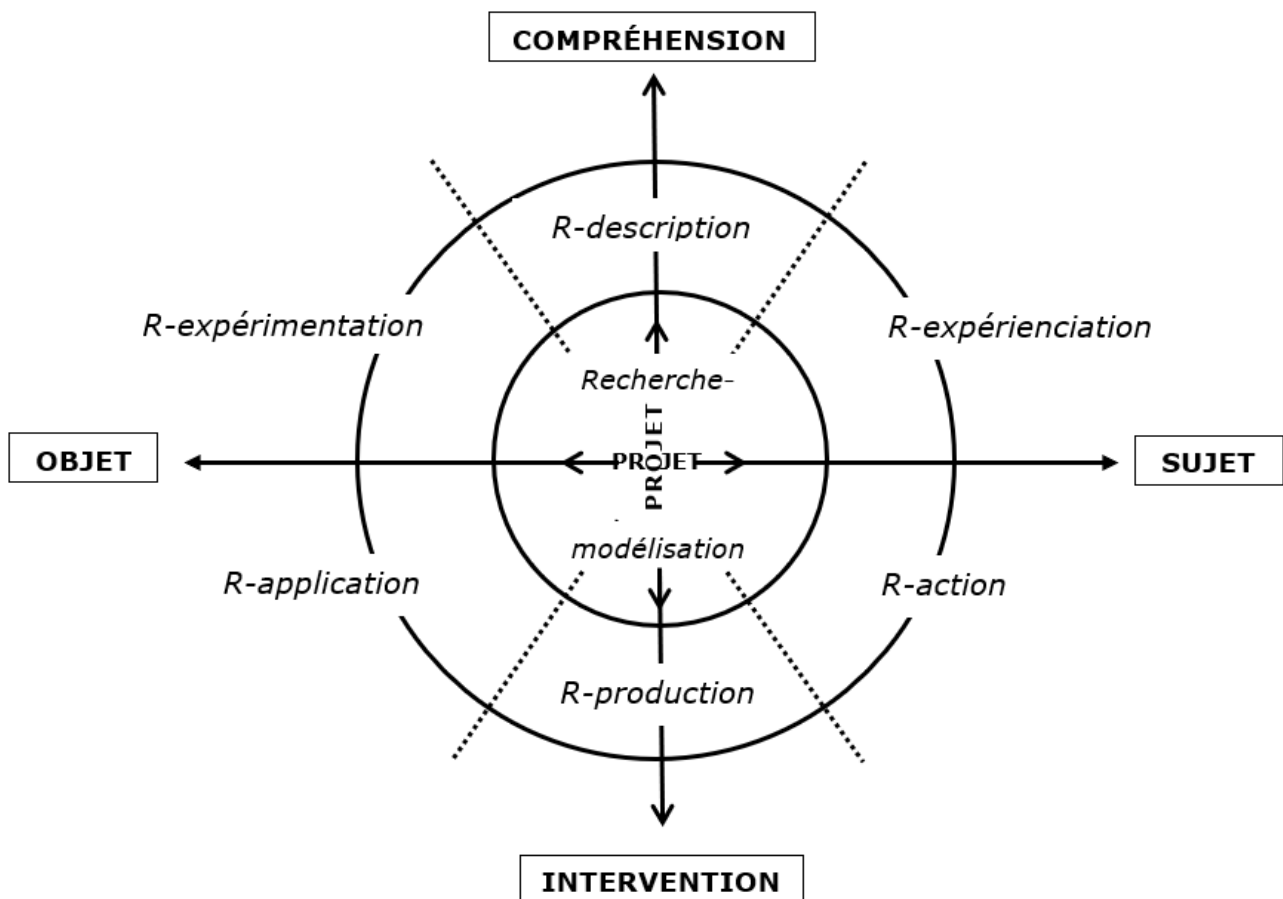 COMPRÉHENSION
R-description
R-expérimentation
R-expérienciation
Recherche-
PROJET
OBJET
PROJET
SUJET
modélisation
R-application
R-action
R-production
INTERVENTION